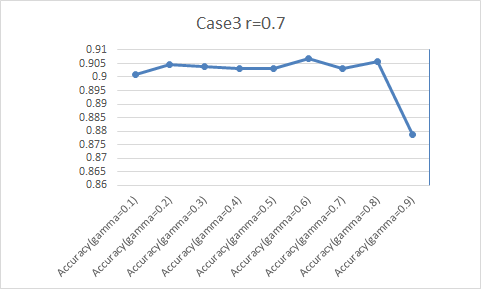 Case3 r=0.7
0.91
0.905
0.9
0.895
0.89
0.885
0.88
0.875
0.87
0.865
0.86
Accuracy(gamma=0.1)
Accuracy(gamma=0.2)
Accuracy(gamma=0.3)
Accuracy(gamma=0.4)
Accuracy(gamma=0.5)
Accuracy(gamma=0.6)
Accuracy(gamma=0.7)
Accuracy(gamma=0.8)
Accuracy(gamma=0.9)